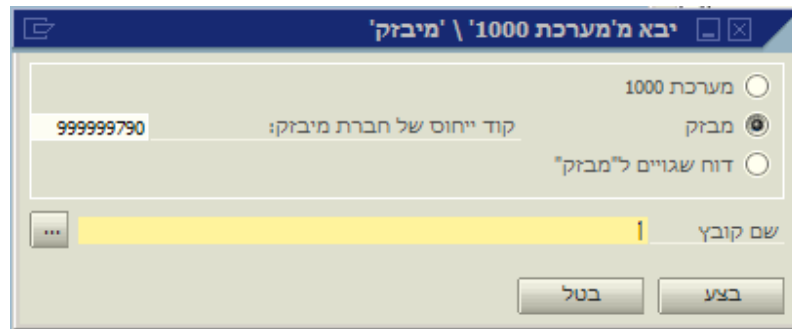 יבא מ'מערכת 1000' \ 'מיבזק'
מערכת 1000
מבזק קוד ייחוס של חברת מיבזק: 999999790
דוח שגויים ל"מבזק"
שם קובץ ...
בצע בטל